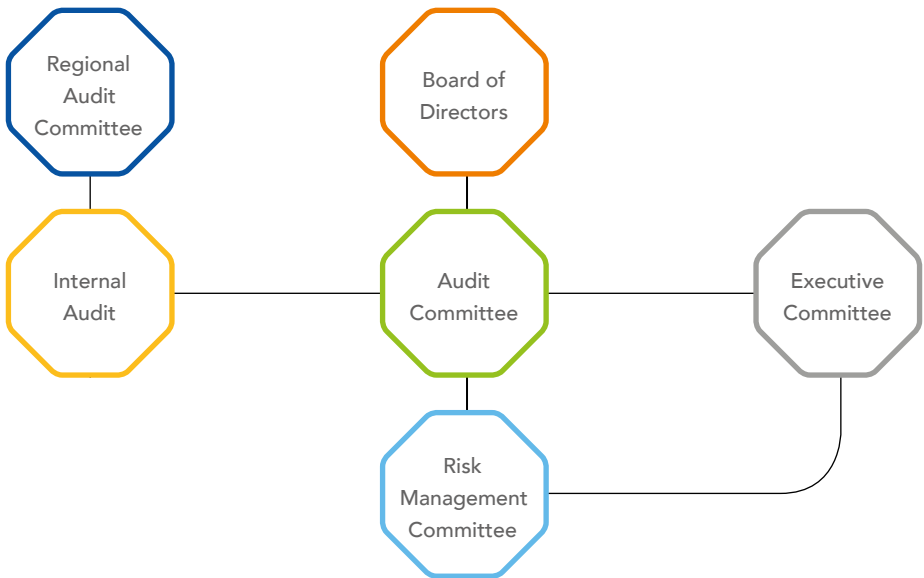 Regional
Audit
Committee
Board of
Directors
Internal
Audit
Audit
Committee
Executive
Committee
Risk
Management
Committee